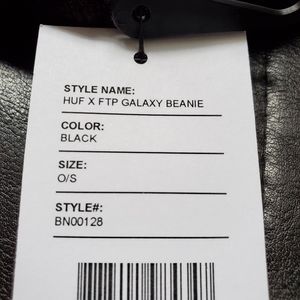 STYLE NAME:
HUF X FTP GALAXY BEANIE
COLOR:
BLACK
SIZE:
O/S
STYLE#:
BN00128